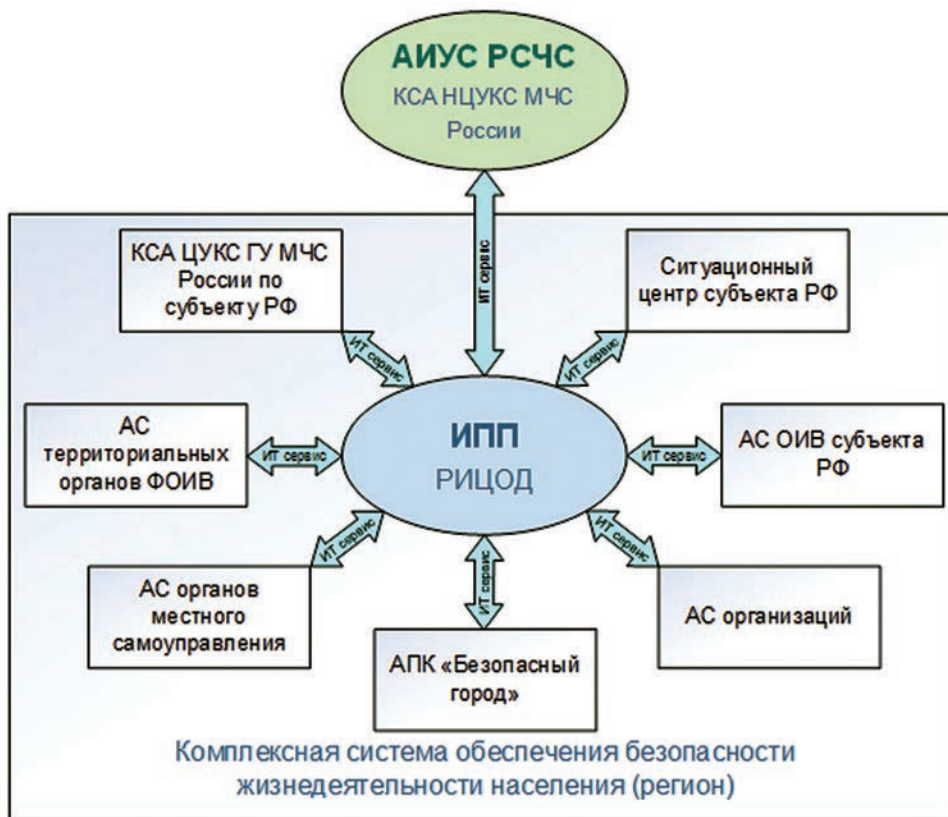 АИУС РСЧС
КСА НЦУКС МЧС
России
ИТ сервис
КСА ЦУКС ГУ МЧС
России по
субъекту РФ
Ситуационный
центр субъекта РФ
ИТ сервис
ИТ сервис
АС
территориальных
органов ФОИВ
ИТ сервис
ИПП
РИЦОД
ИТ сервис
АС ОИВ субъекта
РФ
ИТ сервис
ИТ сервис
ИТ сервис
АС органов
местного
самоуправления
АС организаций
АПК «Безопасный
город»
Комплексная система обеспечения безопасности
жизнедеятельности населения (регион)